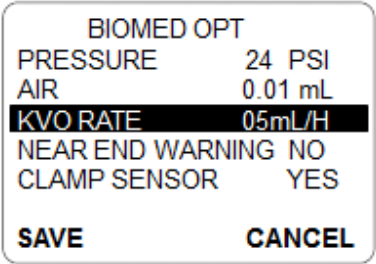 BIOMED OPT
PRESSURE 24 PSI
AIR 0.01 mL
KVO RATE 05mL/H
NEAR END WARNING NO
CLAMP SENSOR YES
SAVE CANCEL